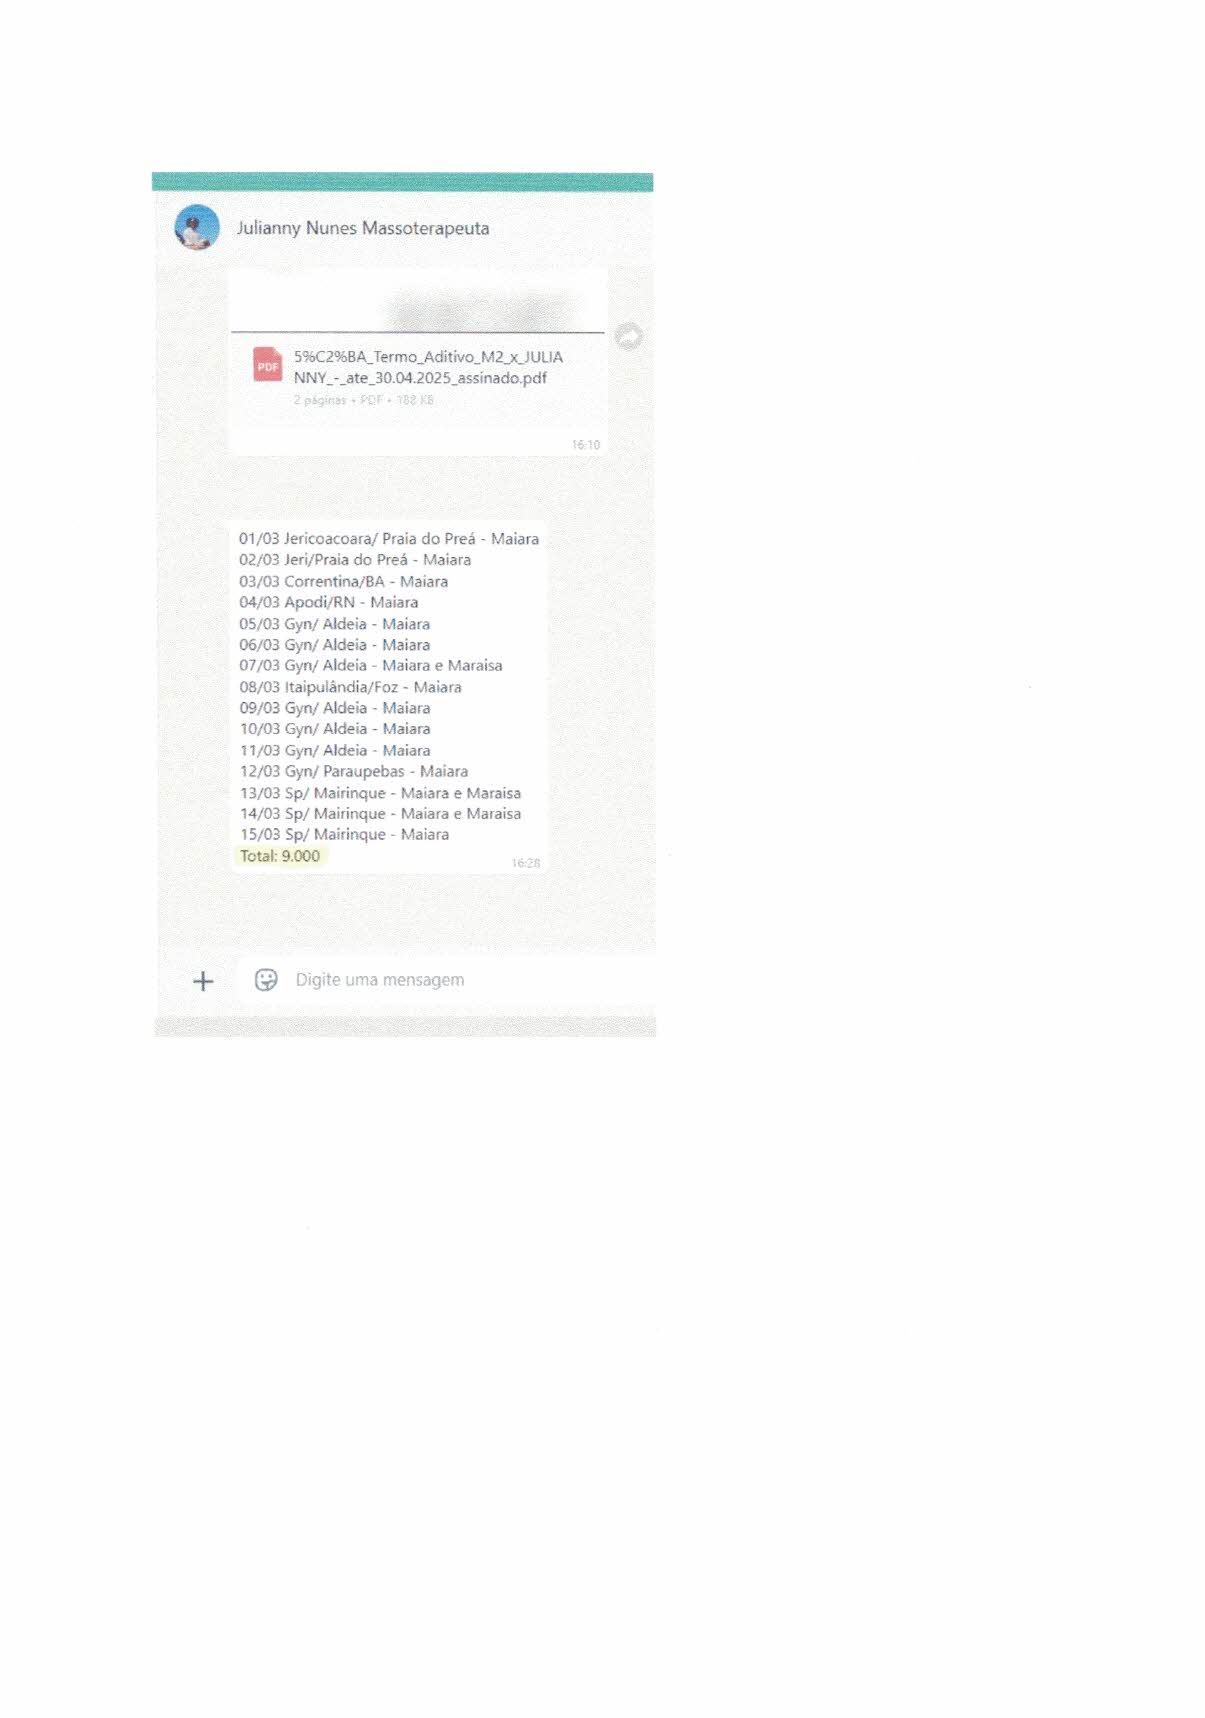 Julianny Nunes Massoterapeuta
PDF
5%C2%BA_Termo_Aditivo_M2_x_JULIA
NNY_-_ate_30.04.2025_assinado.pdf
2 páginas • PDF • 188 KB
16:10
01/03 Jericoacoara/ Praia do Preá - Maiara
02/03 Jeri/Praia do Preá - Maiara
03/03 Correntina/BA - Maiara
04/03 Apodi/RN - Maiara
05/03 Gyn/ Aldeia - Maiara
06/03 Gyn/ Aldeia - Maiara
07/03 Gyn/ Aldeia - Maiara e Maraisa
08/03 Itaipulândia/Foz - Maiara
09/03 Gyn/ Aldeia - Maiara
10/03 Gyn/ Aldeia - Maiara
11/03 Gyn/ Aldeia - Maiara
12/03 Gyn/ Paraupebas - Maiara
13/03 Sp/ Mairinque - Maiara e Maraisa
14/03 Sp/ Mairinque - Maiara e Maraisa
15/03 Sp/ Mairinque - Maiara
Total: 9.000
16:28
Digite uma mensagem